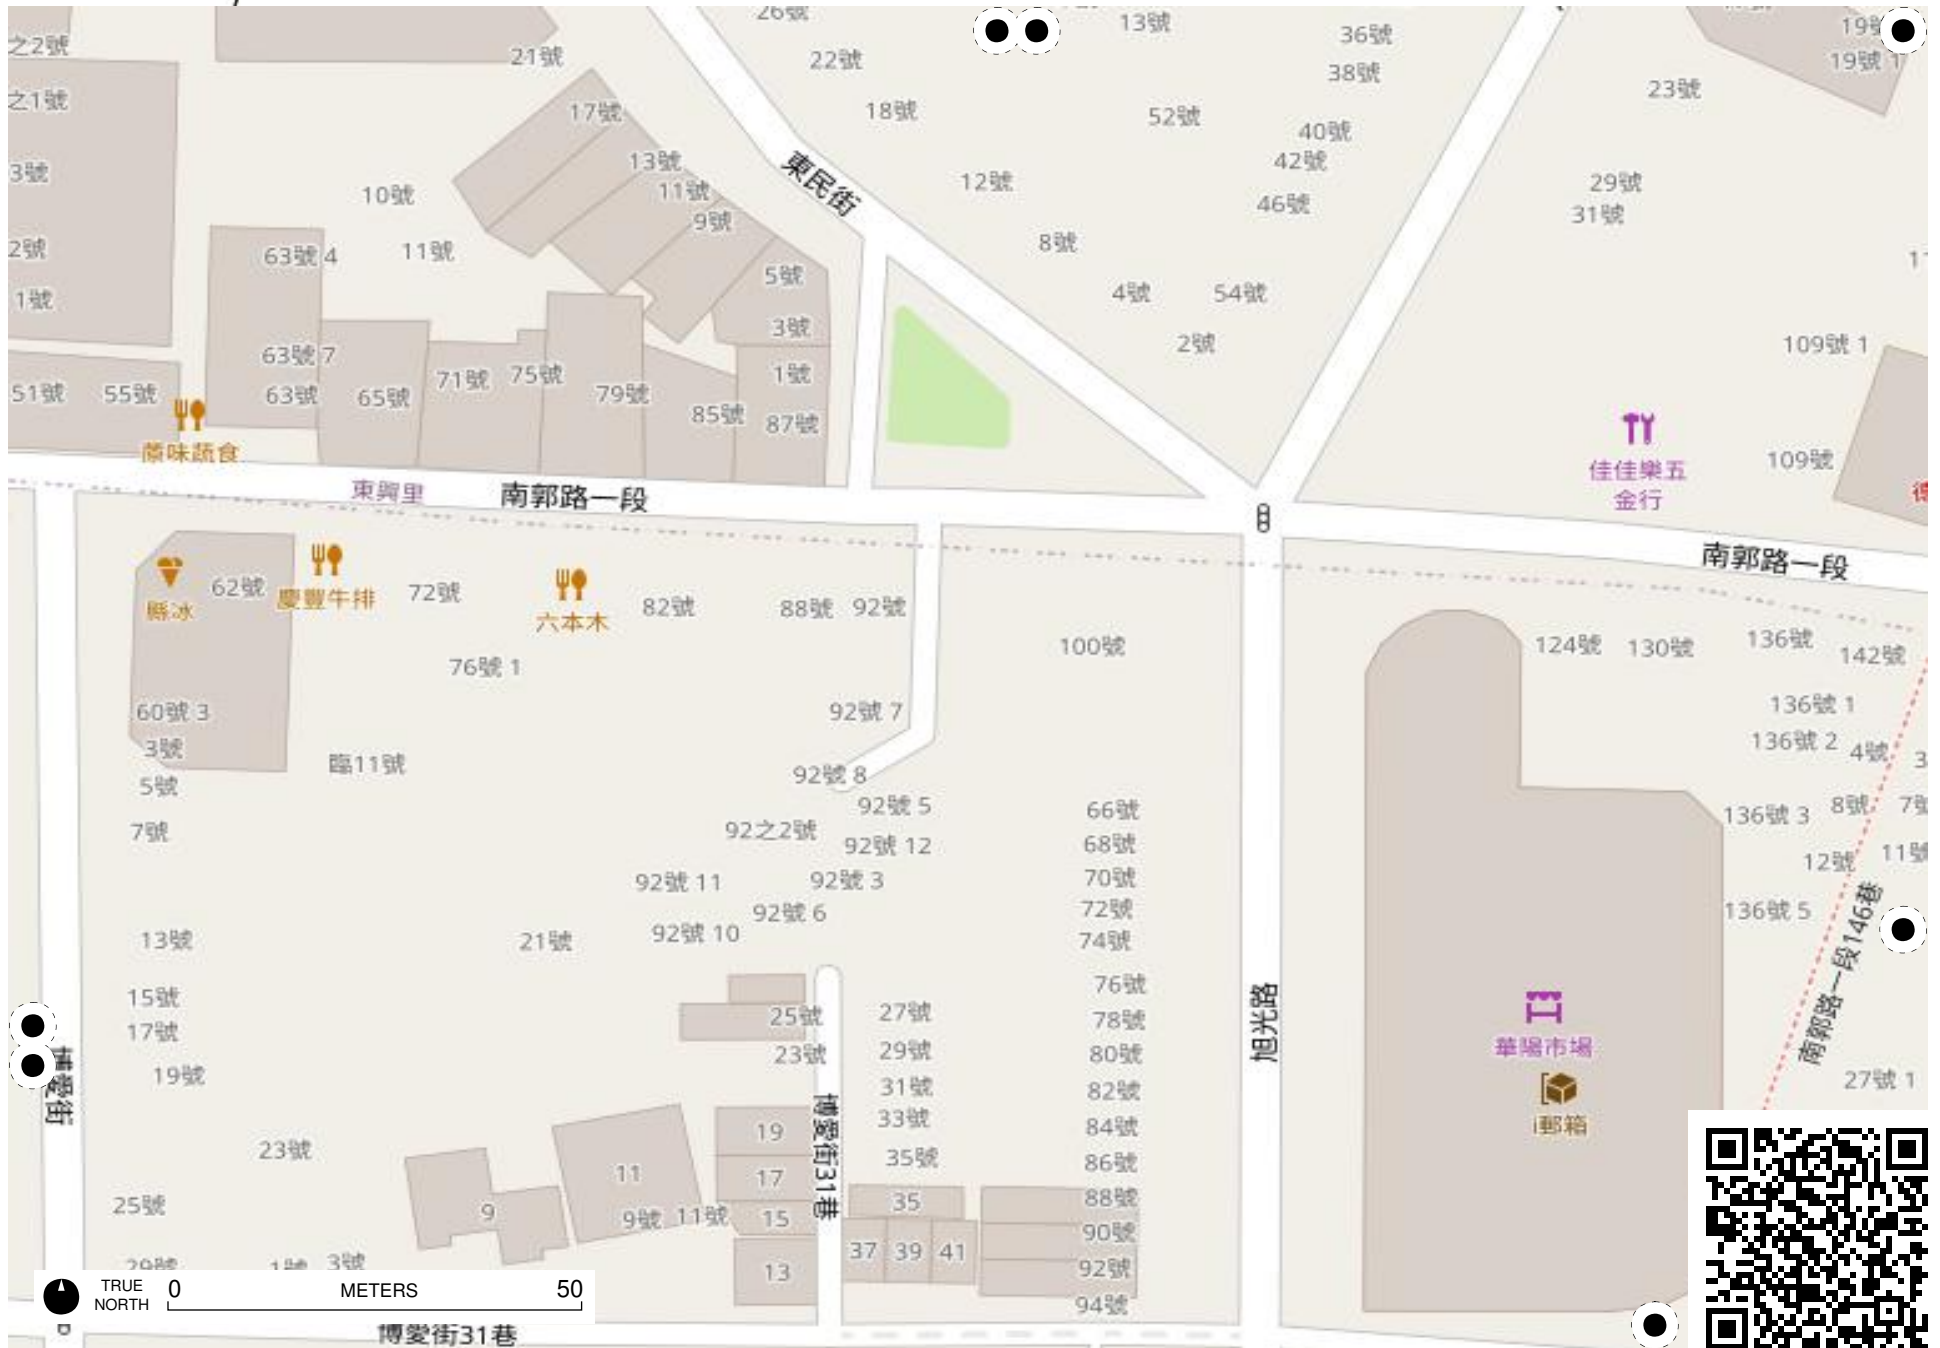 26號
13號
36號
之2號
21號
22號
38號
19號 1
23號
之1號
17號
18號
52號
40號
3號
13號
42號
10號
11號
12號
29號
東民街
46號
31號
9號
2號
63號 4
11號
8號
5號
1號
4號
54號
3號
2號
109號 1
63號 7
51號
55號
63號
65號
71號
75號
79號
1號
85號
87號
109號
佳佳樂五
金行
東興里
南郭路一段
南郭路一段
62號
慶豐牛排
72號
縣冰
六本木
82號
88號
92號
100號
124號
130號
136號
142號
76號 1
60號 3
92號 7
136號 1
3號
136號 2
4號
臨11號
92號 8
5號
92號 5
66號
136號 3
8號
7號
92之2號
92號 12
68號
12號
92號 11
92號 3
70號
92號 6
72號
136號 5
13號
21號
92號 10
74號
南郭路一段146巷
76號
15號
27號
25號
78號
旭光路
17號
23號
29號
80號
華陽市場
19號
博愛街
31號
82號
27號 1
33號
84號
i郵箱
19
博愛街31巷
23號
11
35號
86號
17
25號
9
9號
11號
15
35
88號
90號
37
39
41
29號
1號
3號
13
92號
TRUE
NORTH
0
METERS
50
94號
博愛街31巷